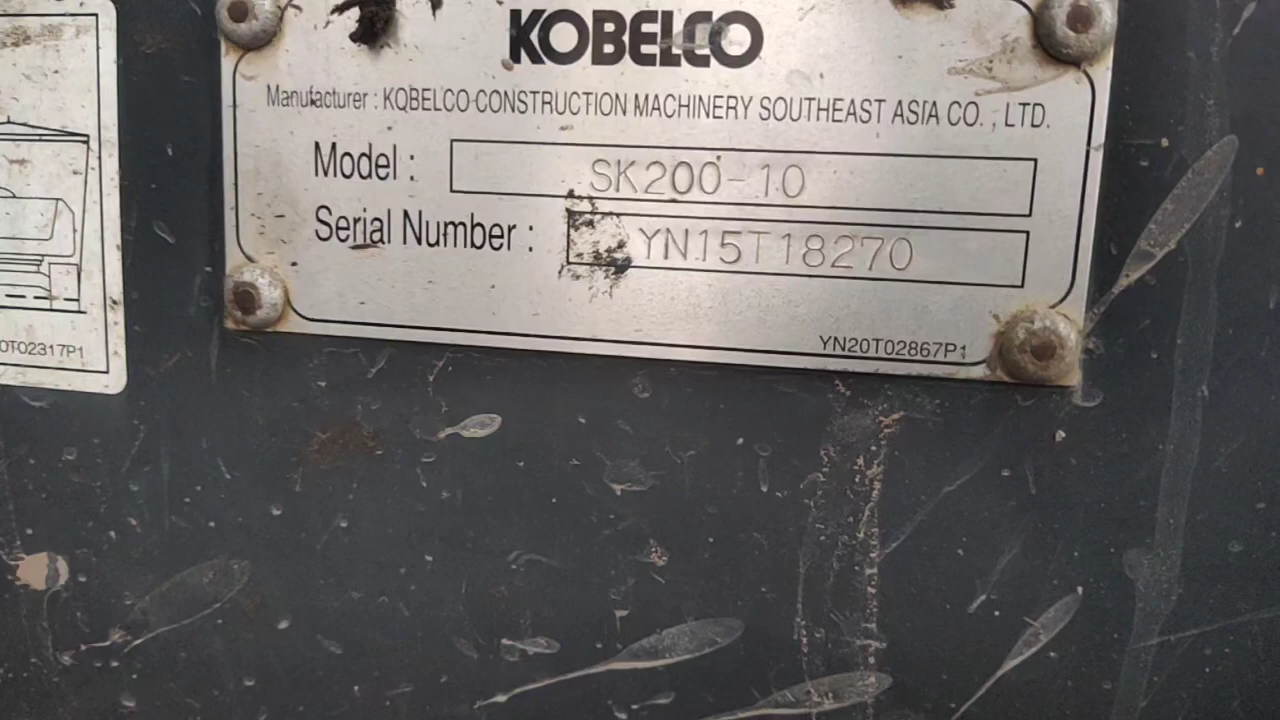 KOBELCO
Manufacturer : KOBELCO CONSTRUCTION MACHINERY SOUTHEAST ASIA CO. , LTD.
Model : SK200-10
Serial Number : YN15T18270
YN20T02867P1
0T02317P1